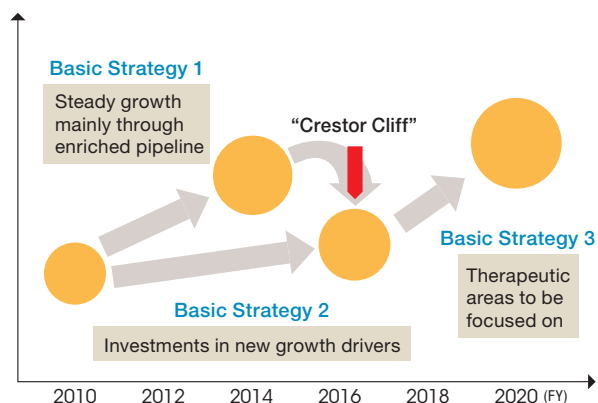 Basic Strategy 1
Steady growth
mainly through
enriched pipeline
“Crestor Cliff”
Basic Strategy 2
Investments in new growth drivers
Basic Strategy 3
Therapeutic
areas to be
focused on
2010 2012 2014 2016 2018 2020 (FY)